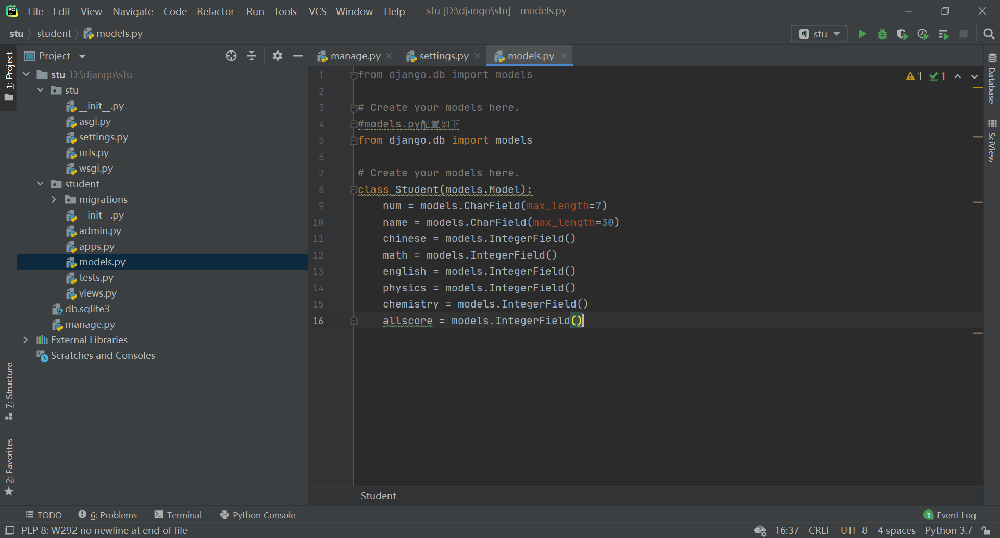 File Edit View Navigate Code Refactor Run Tools VCS Window Help stu [D:\django\stu] - models.py
stu student models.py
dj stu
1: Project
7: Structure
2: Favorites
Project
stu D:\django\stu
stu
__init__.py
asgi.py
settings.py
urls.py
wsgi.py
student
migrations
__init__.py
admin.py
apps.py
models.py
tests.py
views.py
db.sqlite3
manage.py
External Libraries
Scratches and Consoles
manage.py settings.py models.py
1 from django.db import models
2
3 # Create your models here.
4 #models.py配置如下
5 from django.db import models
6
7 # Create your models here.
8 class Student(models.Model):
9 num = models.CharField(max_length=7)
10 name = models.CharField(max_length=30)
11 chinese = models.IntegerField()
12 math = models.IntegerField()
13 english = models.IntegerField()
14 physics = models.IntegerField()
15 chemistry = models.IntegerField()
16 allscore = models.IntegerField()
1 1
Database
SciView
Student
TODO 6: Problems Terminal Python Console 1 Event Log
PEP 8: W292 no newline at end of file 16:37 CRLF UTF-8 4 spaces Python 3.7